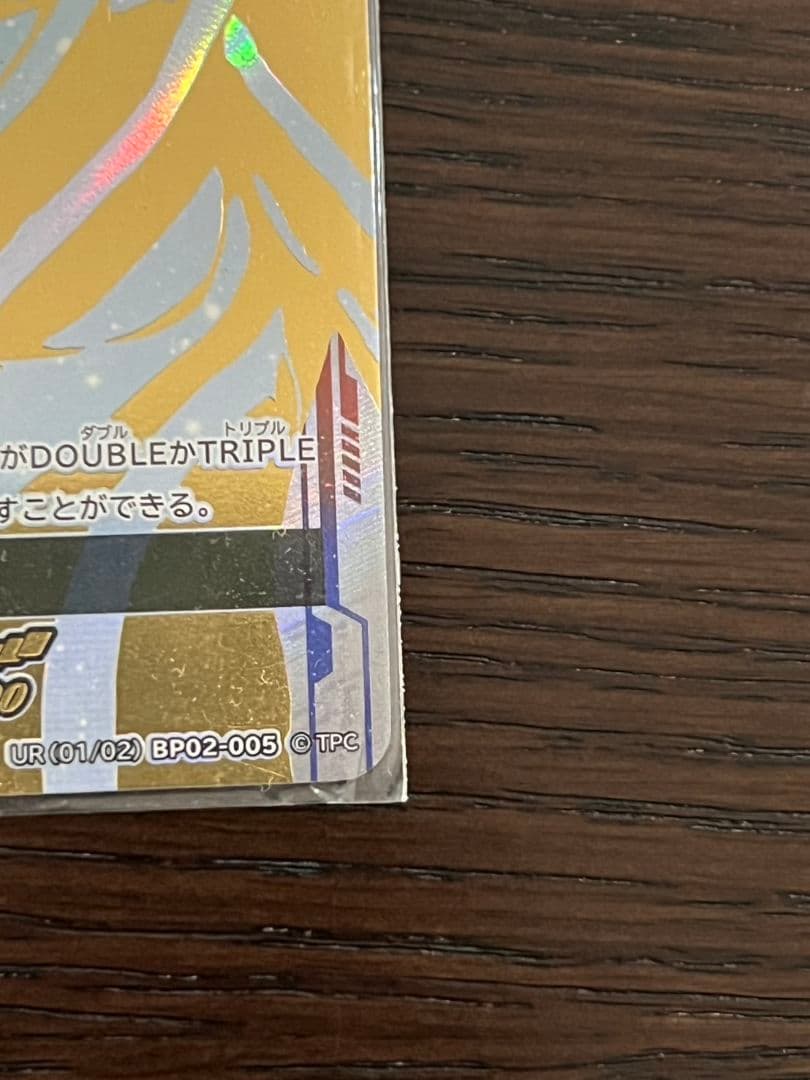 ダブル トリプル
がDOUBLEかTRIPLE
すことができる。
00
UR(01/02) BP02-005 ©TPC